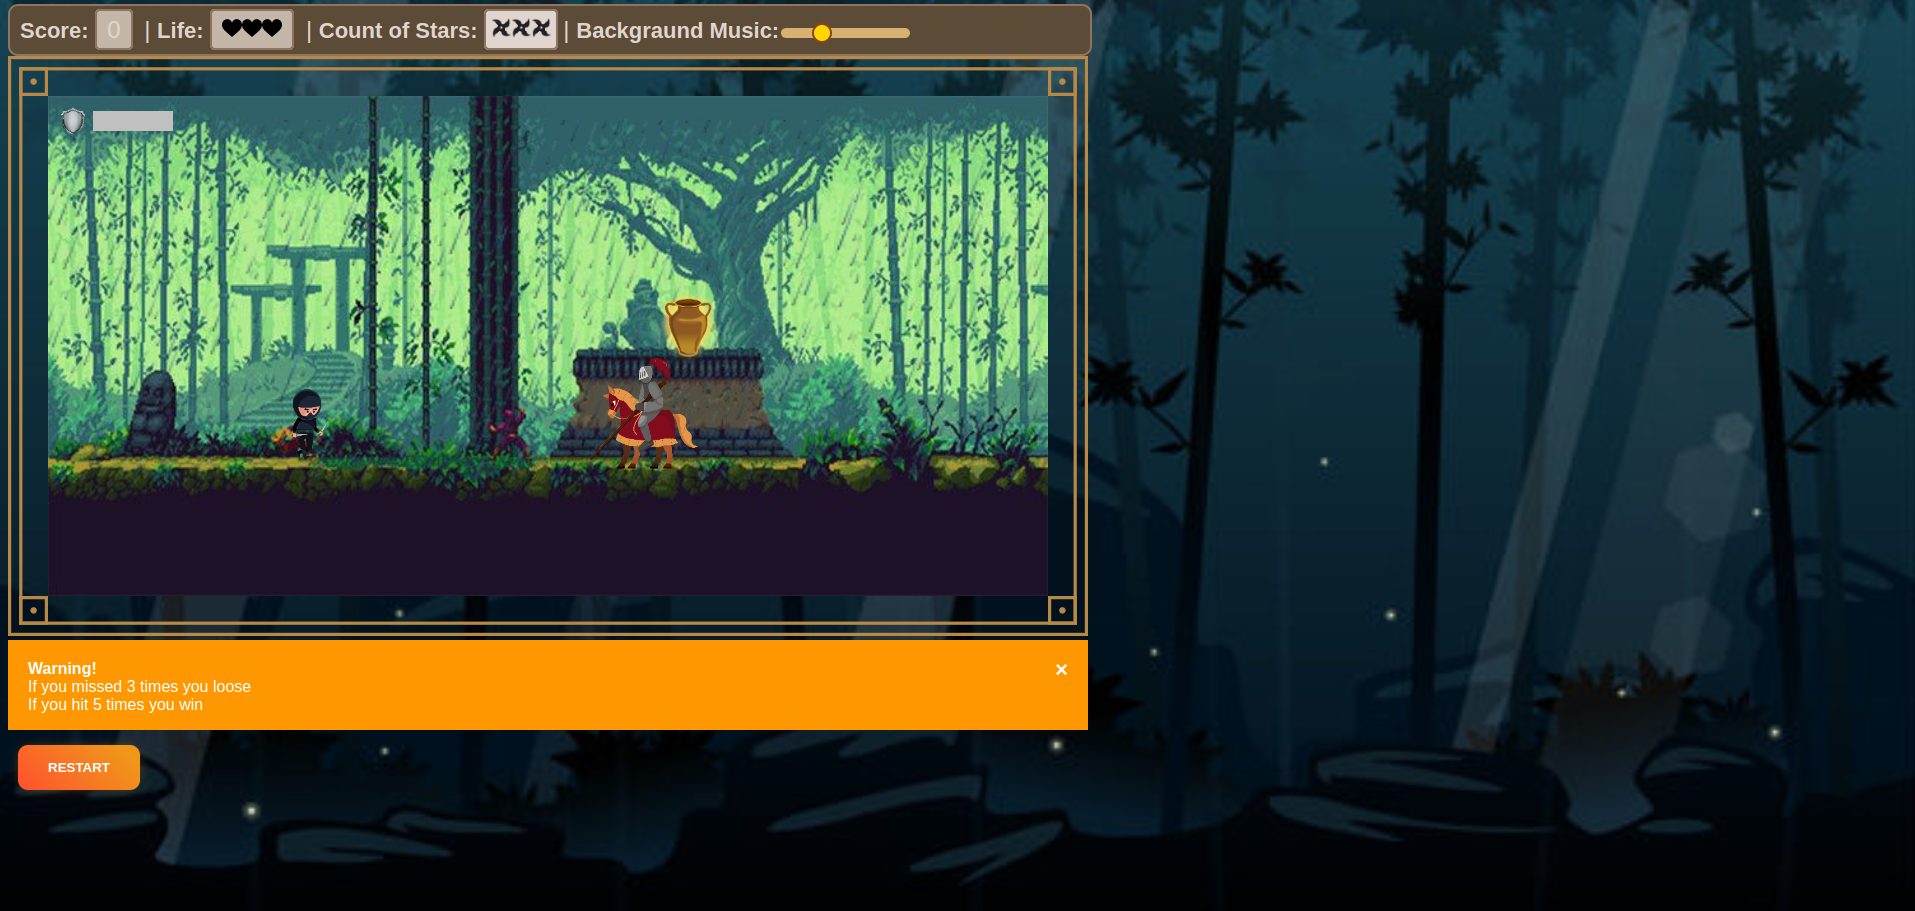 Score: 0 | Life: | Count of Stars: | Backgraund Music:
Warning!
×
If you missed 3 times you loose
If you hit 5 times you win
RESTART